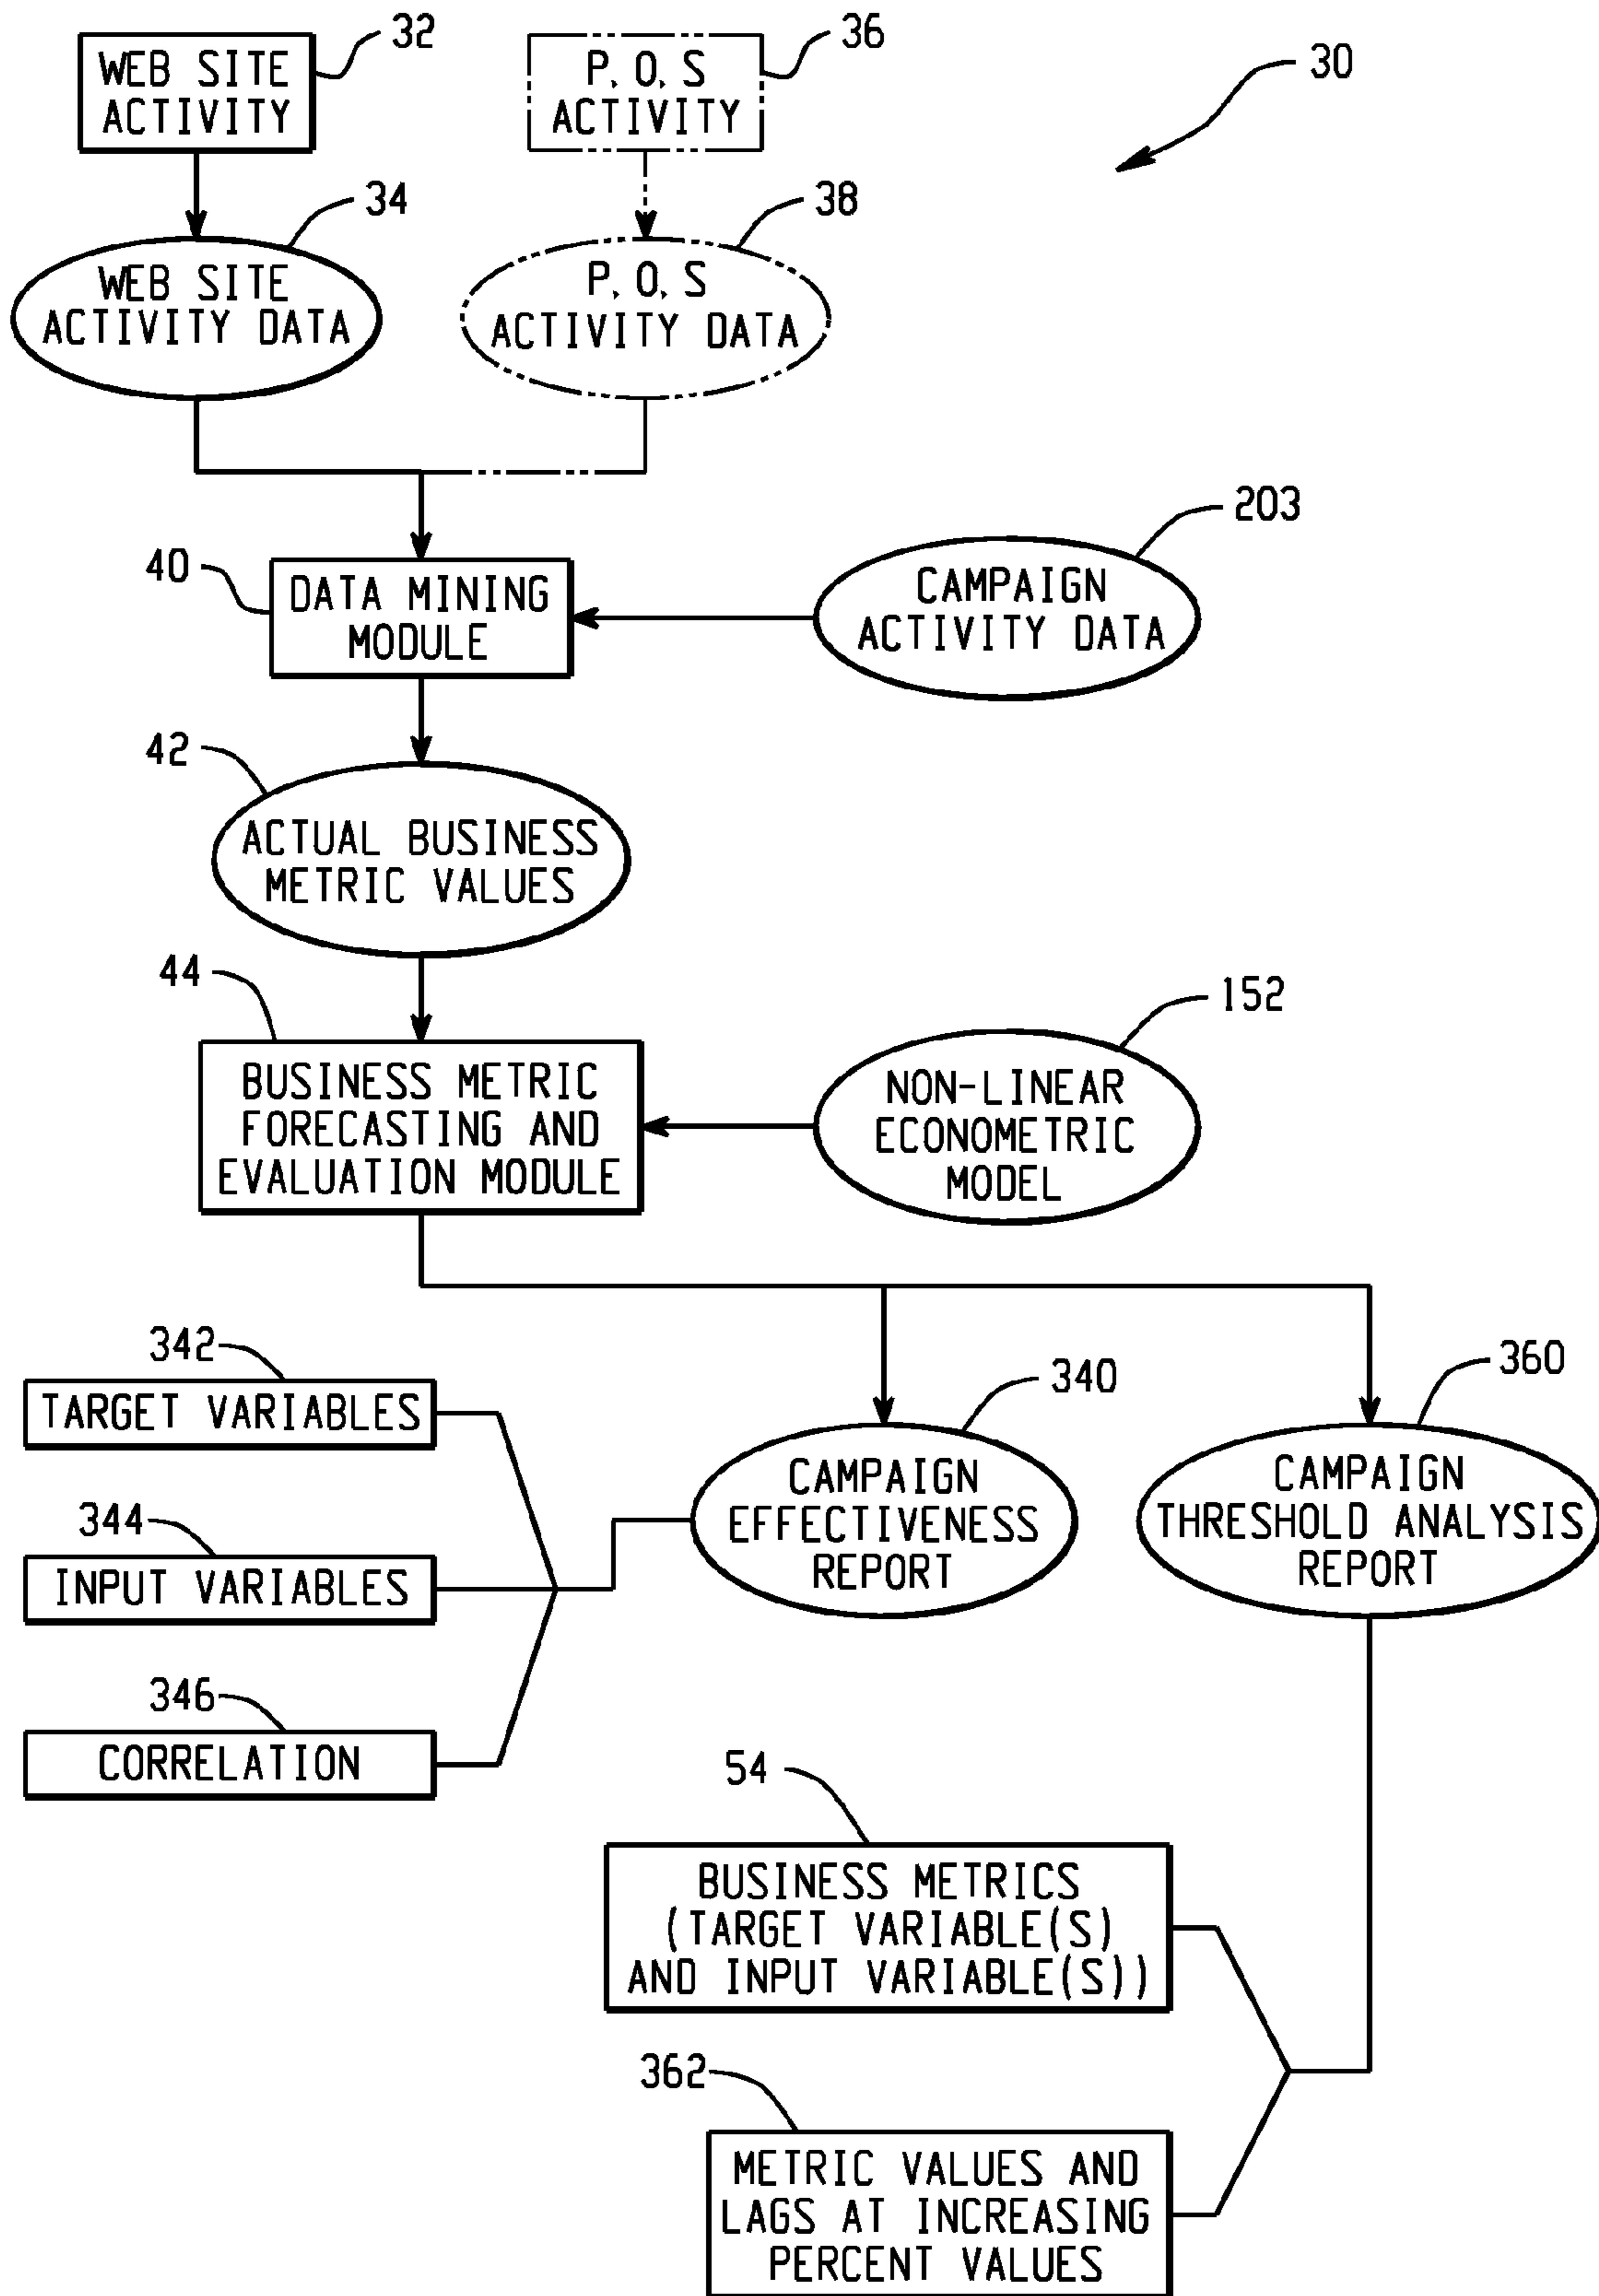 32
WEB SITE
ACTIVITY
36
P.O.S
ACTIVITY
30
34
WEB SITE
ACTIVITY DATA
38
P.O.S
ACTIVITY DATA
203
40
DATA MINING
MODULE
CAMPAIGN
ACTIVITY DATA
42
ACTUAL BUSINESS
METRIC VALUES
44
BUSINESS METRIC
FORECASTING AND
EVALUATION MODULE
152
NON-LINEAR
ECONOMETRIC
MODEL
342
TARGET VARIABLES
344
INPUT VARIABLES
346
CORRELATION
340
CAMPAIGN
EFFECTIVENESS
REPORT
360
CAMPAIGN
THRESHOLD ANALYSIS
REPORT
54
BUSINESS METRICS
(TARGET VARIABLE(S)
AND INPUT VARIABLE(S))
362
METRIC VALUES AND
LAGS AT INCREASING
PERCENT VALUES